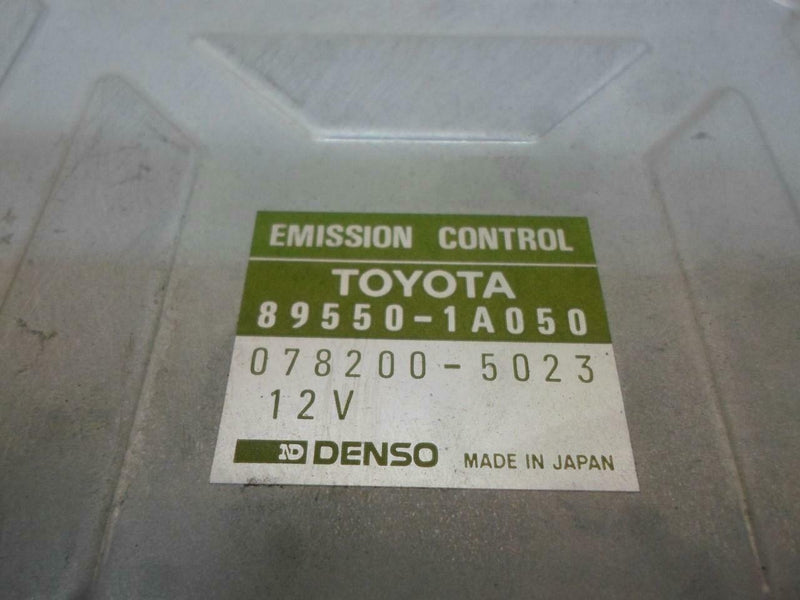 EMISSION CONTROL
TOYOTA
89550-1A050
078200-5023
12V
ND DENSO MADE IN JAPAN